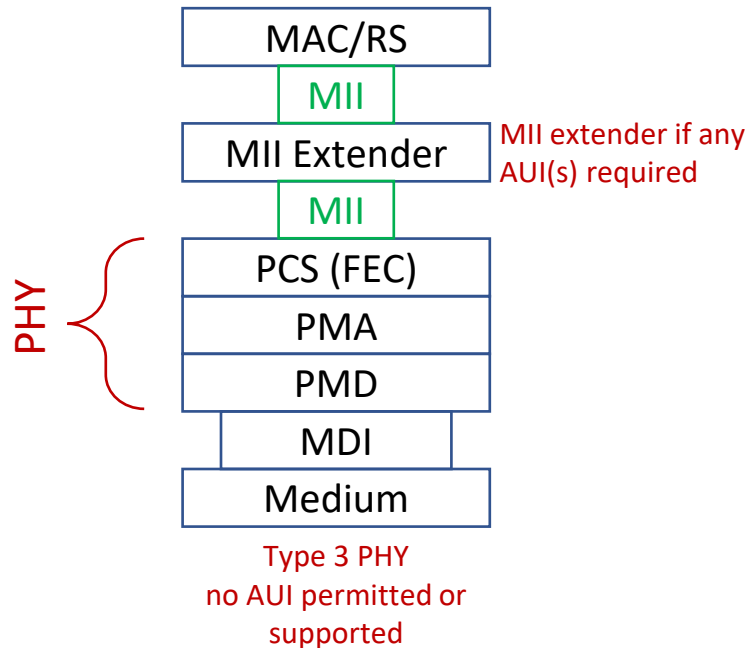 MAC/RS
MII
MII Extender
MII extender if any
AUI(s) required
MII
PHY
PCS (FEC)
PMA
PMD
MDI
Medium
Type 3 PHY
no AUI permitted or
supported